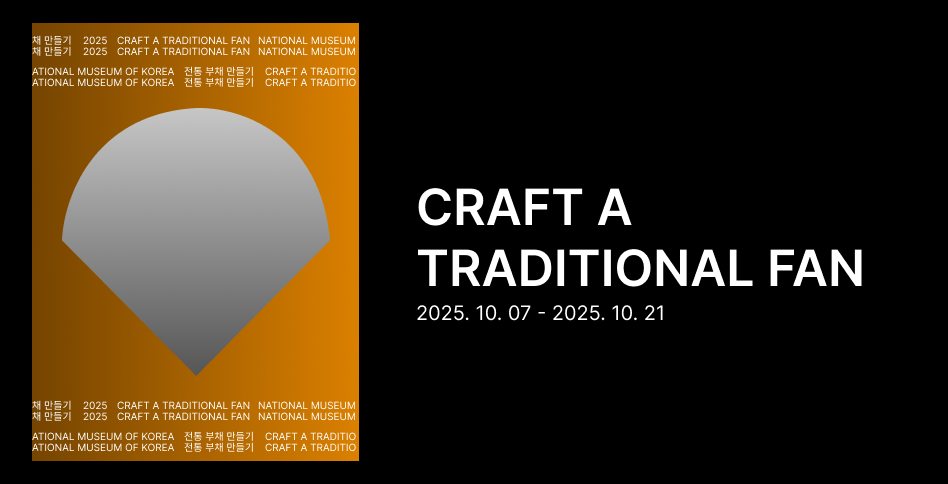 채 만들기 2025 CRAFT A TRADITIONAL FAN NATIONAL MUSEUM
채 만들기 2025 CRAFT A TRADITIONAL FAN NATIONAL MUSEUM
ATIONAL MUSEUM OF KOREA 전통 부채 만들기 CRAFT A TRADITIO
ATIONAL MUSEUM OF KOREA 전통 부채 만들기 CRAFT A TRADITIO
CRAFT A
TRADITIONAL FAN
2025. 10. 07 - 2025. 10. 21
채 만들기 2025 CRAFT A TRADITIONAL FAN NATIONAL MUSEUM
채 만들기 2025 CRAFT A TRADITIONAL FAN NATIONAL MUSEUM
ATIONAL MUSEUM OF KOREA 전통 부채 만들기 CRAFT A TRADITIO
ATIONAL MUSEUM OF KOREA 전통 부채 만들기 CRAFT A TRADITIO